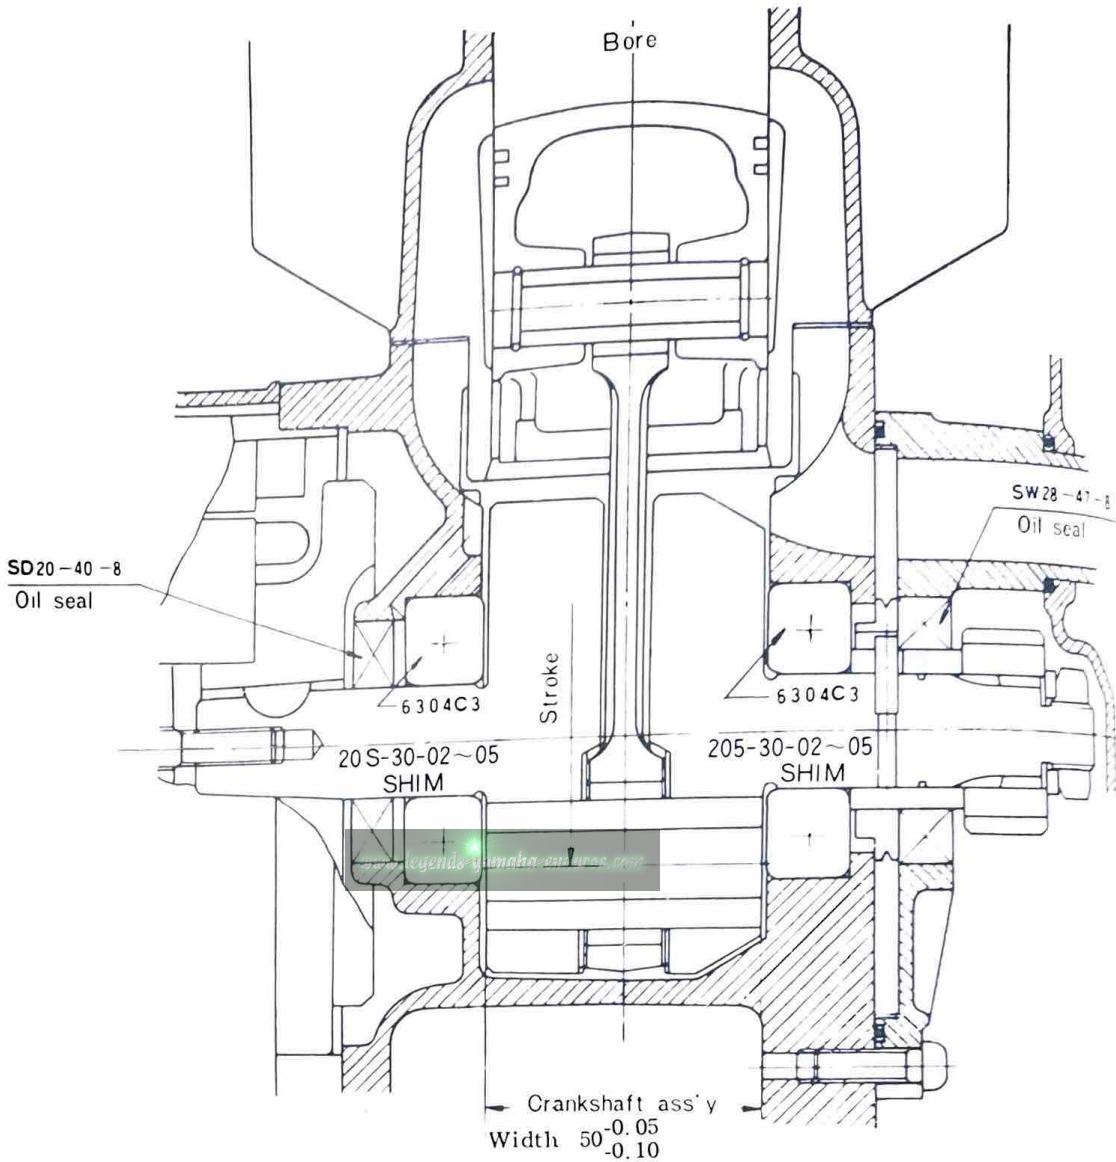 Bore
SW28-47-8
Oil seal
SD20-40-8
Oil seal
Stroke
6304C3
6304C3
20S-30-02~05
SHIM
205-30-02~05
SHIM
www.legends-yamaha-enduros.com
Crankshaft ass'y
Width 50 -0.05
-0.10